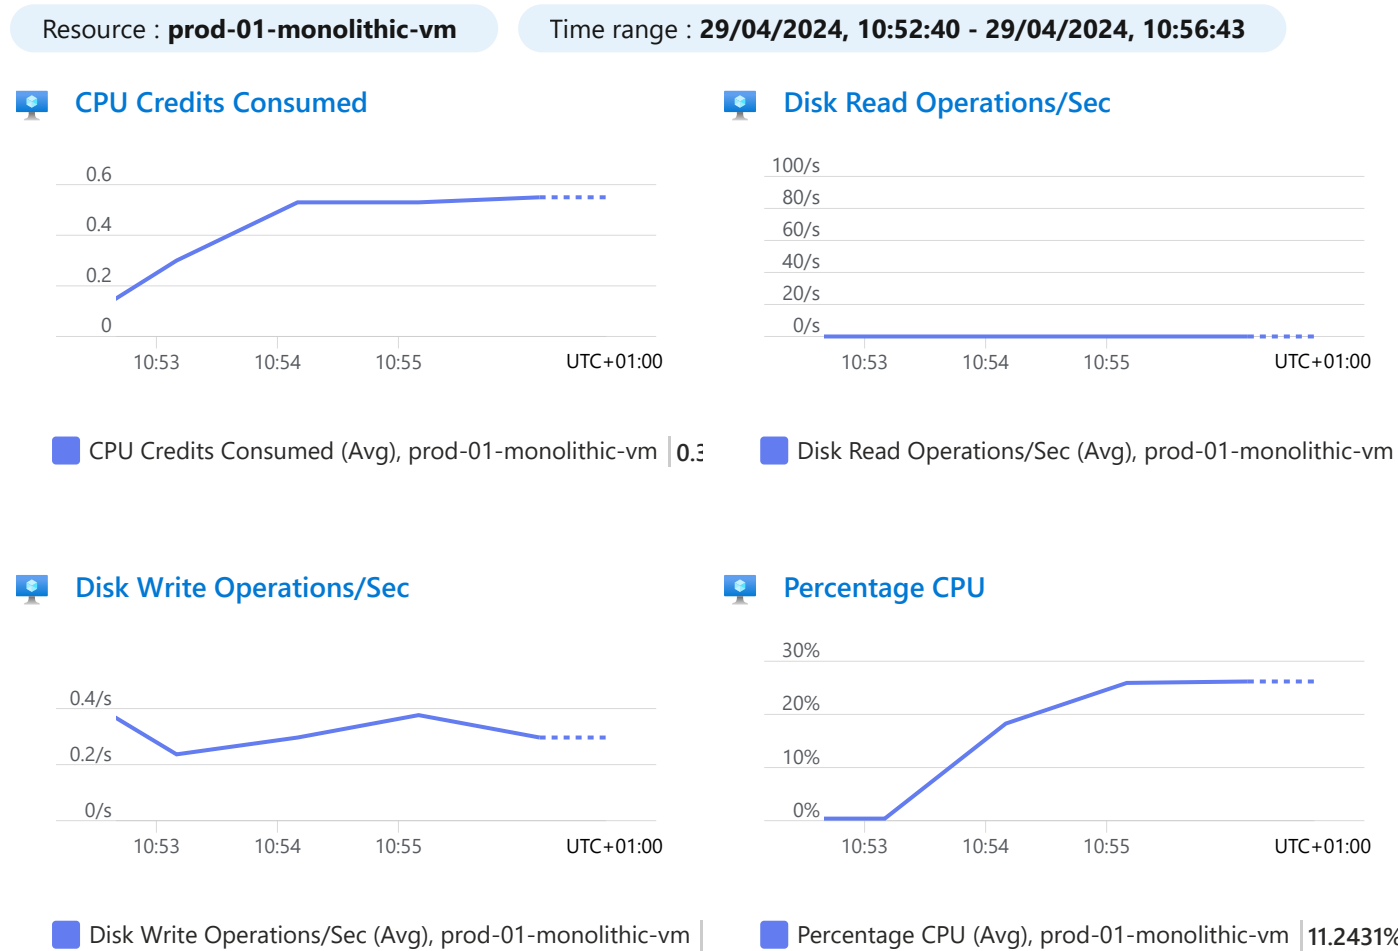 Resource : prod-01-monolithic-vm
Time range : 29/04/2024, 10:52:40 - 29/04/2024, 10:56:43
CPU Credits Consumed
0.6
0.4
0.2
0
10:53 10:54 10:55 UTC+01:00
CPU Credits Consumed (Avg), prod-01-monolithic-vm
Disk Read Operations/Sec
100/s
80/s
60/s
40/s
20/s
0/s
10:53 10:54 10:55 UTC+01:00
Disk Read Operations/Sec (Avg), prod-01-monolithic-vm
Disk Write Operations/Sec
0.4/s
0.2/s
0/s
10:53 10:54 10:55 UTC+01:00
Disk Write Operations/Sec (Avg), prod-01-monolithic-vm
Percentage CPU
30%
20%
10%
0%
10:53 10:54 10:55 UTC+01:00
Percentage CPU (Avg), prod-01-monolithic-vm 11.2431%